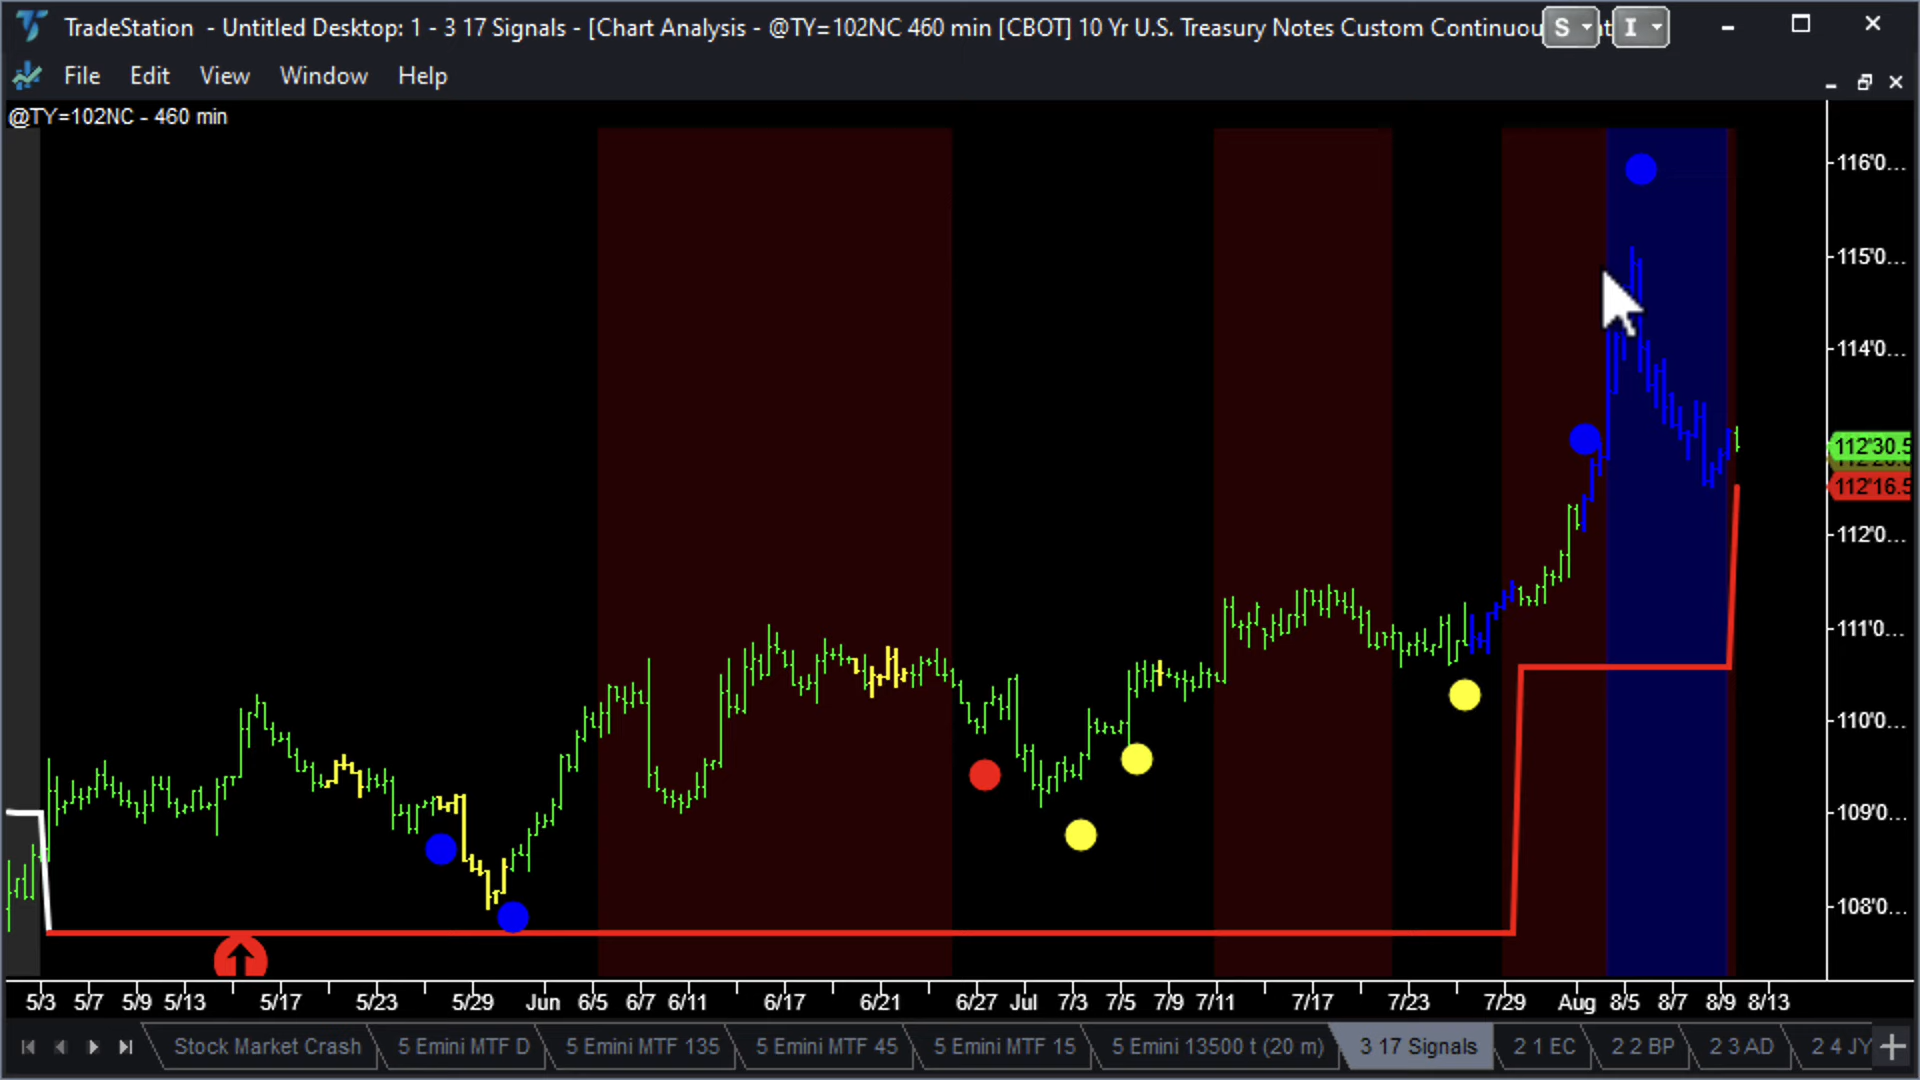 TradeStation - Untitled Desktop: 1 - 3 17 Signals - [Chart Analysis - @TY=102NC 460 min [CBOT] 10 Yr U.S. Treasury Notes Custom Continuou
S I
File Edit View Window Help
@TY=102NC - 460 min
116'0...
115'0...
114'0...
112'30.5
112'16.5
112'0...
111'0...
110'0...
109'0...
108'0...
5/3 5/7 5/9 5/13 5/17 5/23 5/29 Jun 6/5 6/7 6/11 6/17 6/21 6/27 Jul 7/3 7/5 7/9 7/11 7/17 7/23 7/29 Aug 8/5 8/7 8/9 8/13
Stock Market Crash 5 Emini MTF D 5 Emini MTF 135 5 Emini MTF 45 5 Emini MTF 15 5 Emini 13500 t (20 m) 3 17 Signals 2 1 EC 2 2 BP 2 3 AD 2 4 JY